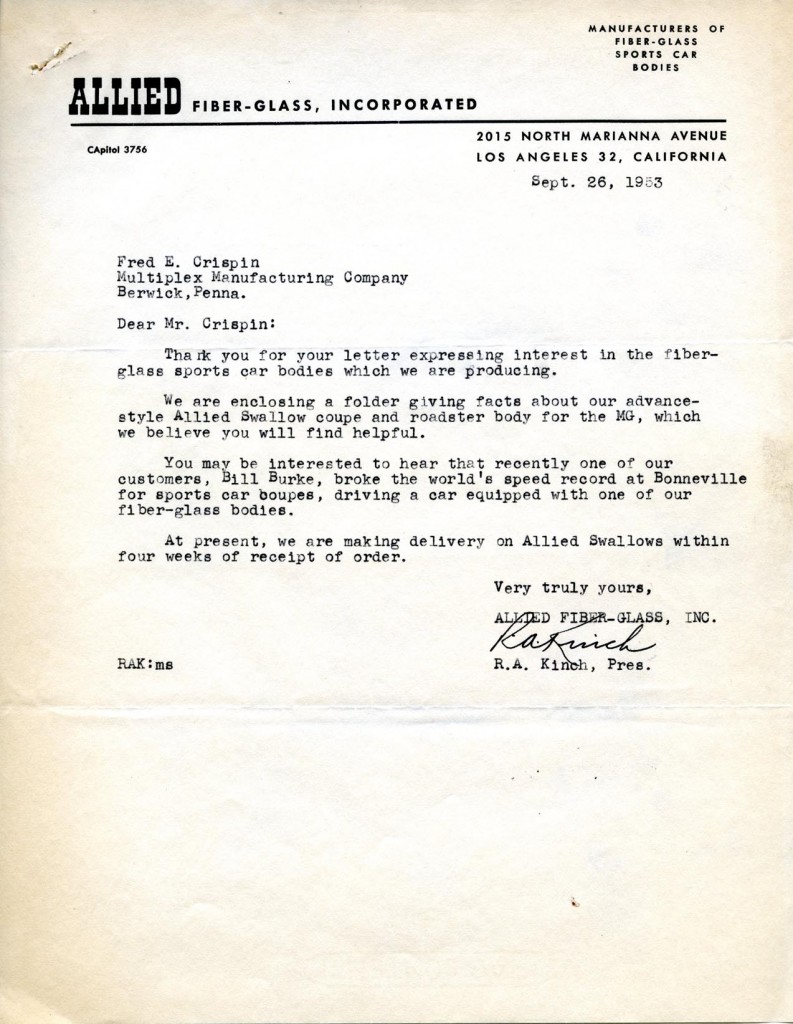 MANUFACTURERS OF
FIBER-GLASS
SPORTS CAR
BODIES
ALLIED FIBER-GLASS, INCORPORATED
CApitol 3756
2015 NORTH MARIANNA AVENUE
LOS ANGELES 32, CALIFORNIA
Sept. 26, 1953
Fred E. Crispin
Multiplex Manufacturing Company
Berwick,Penna.
Dear Mr. Crispin:
Thank you for your letter expressing interest in the fiber-
glass sports car bodies which we are producing.
We are enclosing a folder giving facts about our advance-
style Allied Swallow coupe and roadster body for the MG, which
we believe you will find helpful.
You may be interested to hear that recently one of our
customers, Bill Burke, broke the world's speed record at Bonneville
for sports car coupes, driving a car equipped with one of our
fiber-glass bodies.
At present, we are making delivery on Allied Swallows within
four weeks of receipt of order.
Very truly yours,
ALLIED FIBER-GLASS, INC.
R.A. Kinch
RAK:ms
R.A. Kinch, Pres.